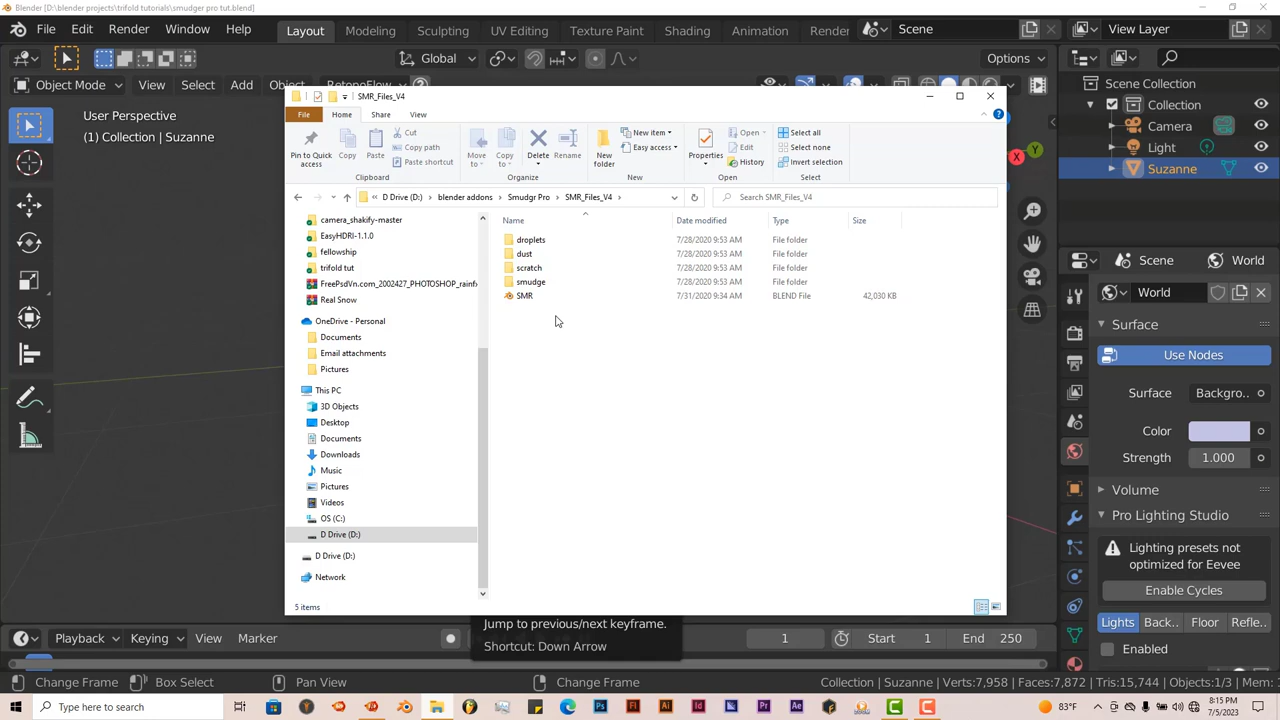 Blender [D:\blender projects\trifold tutorials\smudger pro tut.blend]
File Edit Render Window Help
Layout Modeling Sculpting UV Editing Texture Paint Shading Animation Render
Scene
View Layer
Global
Options
Object Mode View Select Add Object RetopoFlow
User Perspective
(1) Collection | Suzanne
SMR_Files_V4
File Home Share View
Pin to Quick access
Copy
Paste
Cut
Copy path
Paste shortcut
Clipboard
Move to
Copy to
Delete
Rename
Organize
New folder
New item
Easy access
New
Properties
Open
Edit
History
Open
Select all
Select none
Invert selection
Select
« D Drive (D:) › blender addons › Smudgr Pro › SMR_Files_V4 ›
Search SMR_Files_V4
Name Date modified Type Size
droplets 7/28/2020 9:53 AM File folder
dust 7/28/2020 9:53 AM File folder
scratch 7/28/2020 9:53 AM File folder
smudge 7/28/2020 9:53 AM File folder
SMR 7/31/2020 9:34 AM BLEND File 42,030 KB
camera_shakify-master
EasyHDRI-1.1.0
fellowship
trifold tut
FreePsdVn.com_2002427_PHOTOSHOP_rainf
Real Snow
OneDrive - Personal
Documents
Email attachments
Pictures
This PC
3D Objects
Desktop
Documents
Downloads
Music
Pictures
Videos
OS (C:)
D Drive (D:)
D Drive (D:)
Network
5 items
Scene Collection
Collection
Camera
Light
Suzanne
Scene World
World
Surface
Use Nodes
Surface Backgro..
Color
Strength 1.000
Volume
Pro Lighting Studio
Lighting presets not
optimized for Eevee
Enable Cycles
Lights Back.. Floor Refle..
Enabled
Jump to previous/next keyframe.
Shortcut: Down Arrow
Playback Keying View Marker
1 Start 1 End 250
Change Frame Box Select Pan View Change Frame
Collection | Suzanne Verts:7,958 Faces:7,872 Tris:15,744 Objects:1/3 Mem: 1
Type here to search
83°F
8:15 PM
7/5/2023